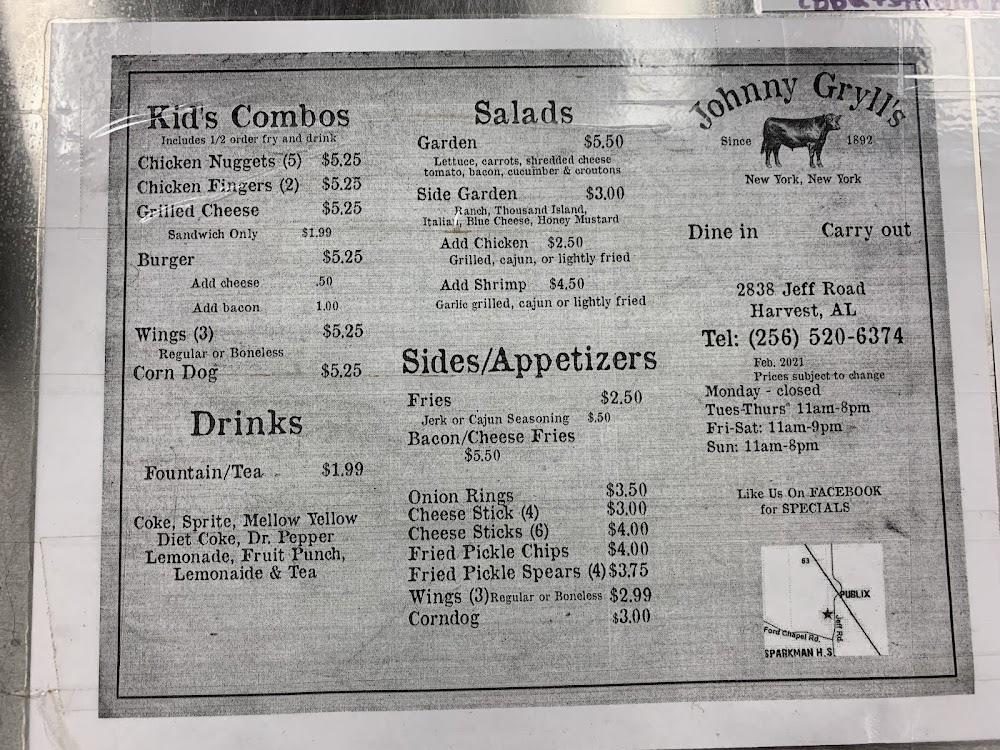 Kid's Combos
Includes 1/2 order fry and drink
Chicken Nuggets (5) $5.25
Chicken Fingers (2) $5.25
Grilled Cheese $5.25
Sandwich Only $1.99
Burger $5.25
Add cheese .50
Add bacon 1.00
Wings (3) $5.25
Regular or Boneless
Corn Dog $5.25
Drinks
Fountain/Tea $1.99
Coke, Sprite, Mellow Yellow
Diet Coke, Dr. Pepper
Lemonade, Fruit Punch,
Lemonaide & Tea
Salads
Garden $5.50
Lettuce, carrots, shredded cheese
tomato, bacon, cucumber & croutons
Side Garden $3.00
Ranch, Thousand Island,
Italian, Blue Cheese, Honey Mustard
Add Chicken $2.50
Grilled, cajun, or lightly fried
Add Shrimp $4.50
Garlic grilled, cajun or lightly fried
Sides/Appetizers
Fries $2.50
Jerk or Cajun Seasoning $.50
Bacon/Cheese Fries
$5.50
Onion Rings $3.50
Cheese Stick (4) $3.00
Cheese Sticks (6) $4.00
Fried Pickle Chips $4.00
Fried Pickle Spears (4) $3.75
Wings (3) Regular or Boneless $2.99
Corndog $3.00
Johnny Gryll's
Since 1892
New York, New York
Dine in Carry out
2838 Jeff Road
Harvest, AL
Tel: (256) 520-6374
Feb. 2021
Prices subject to change
Monday - closed
Tues-Thurs" 11am-8pm
Fri-Sat: 11am-9pm
Sun: 11am-8pm
Like Us On FACEBOOK
for SPECIALS
53
PUBLIX
Jeff Rd.
Ford Chapel Rd.
SPARKMAN H.S.